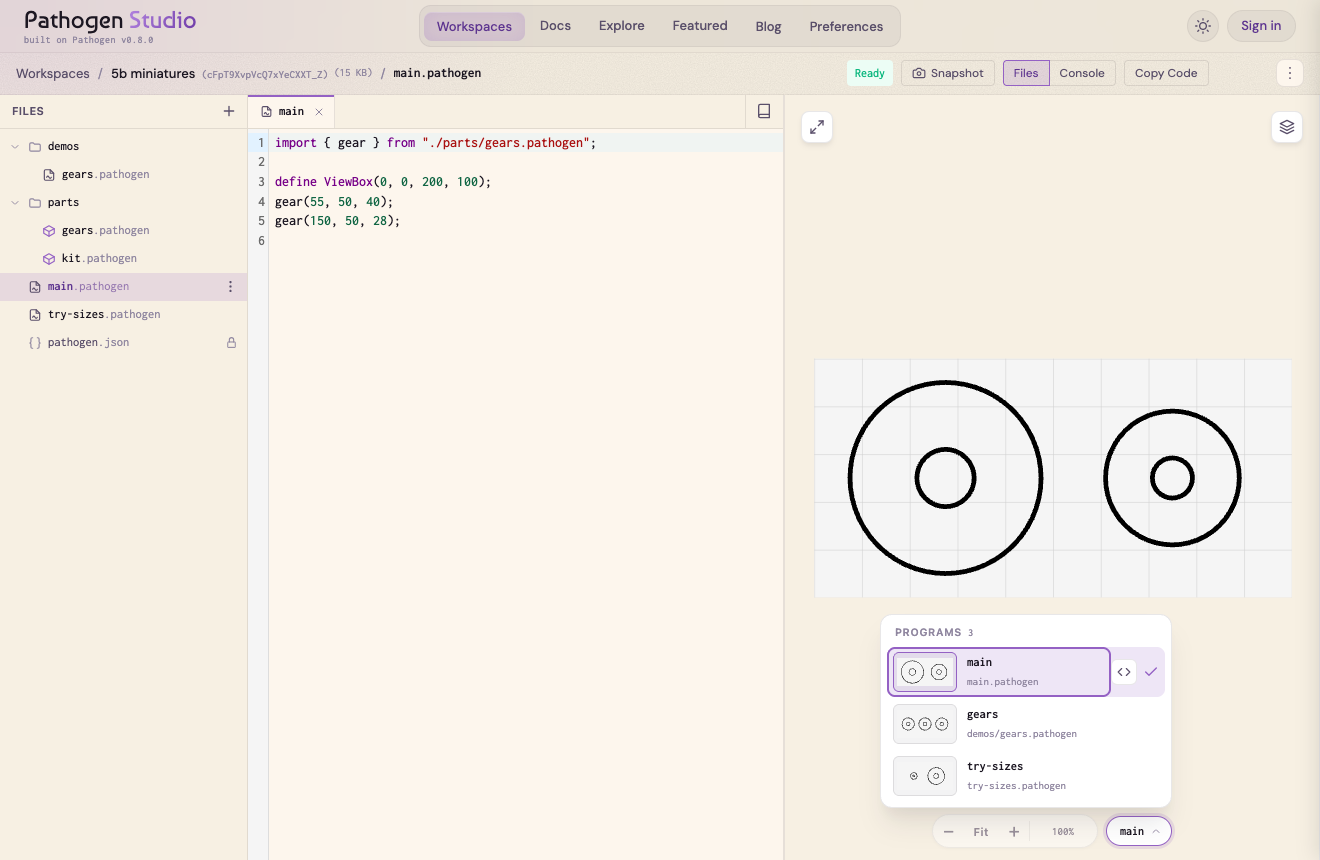 Pathogen Studio
built on Pathogen v0.8.0
Workspaces Docs Explore Featured Blog Preferences
Sign in
Workspaces / 5b miniatures (cFpT9XvpVcQ7xYeCXXT_Z) (15 KB) / main.pathogen
Ready Snapshot Files Console Copy Code
FILES
demos
gears.pathogen
parts
gears.pathogen
kit.pathogen
main.pathogen
try-sizes.pathogen
{} pathogen.json
main
1 import { gear } from "./parts/gears.pathogen";
2
3 define ViewBox(0, 0, 200, 100);
4 gear(55, 50, 40);
5 gear(150, 50, 28);
6
PROGRAMS 3
main
main.pathogen
gears
demos/gears.pathogen
try-sizes
try-sizes.pathogen
Fit 100% main